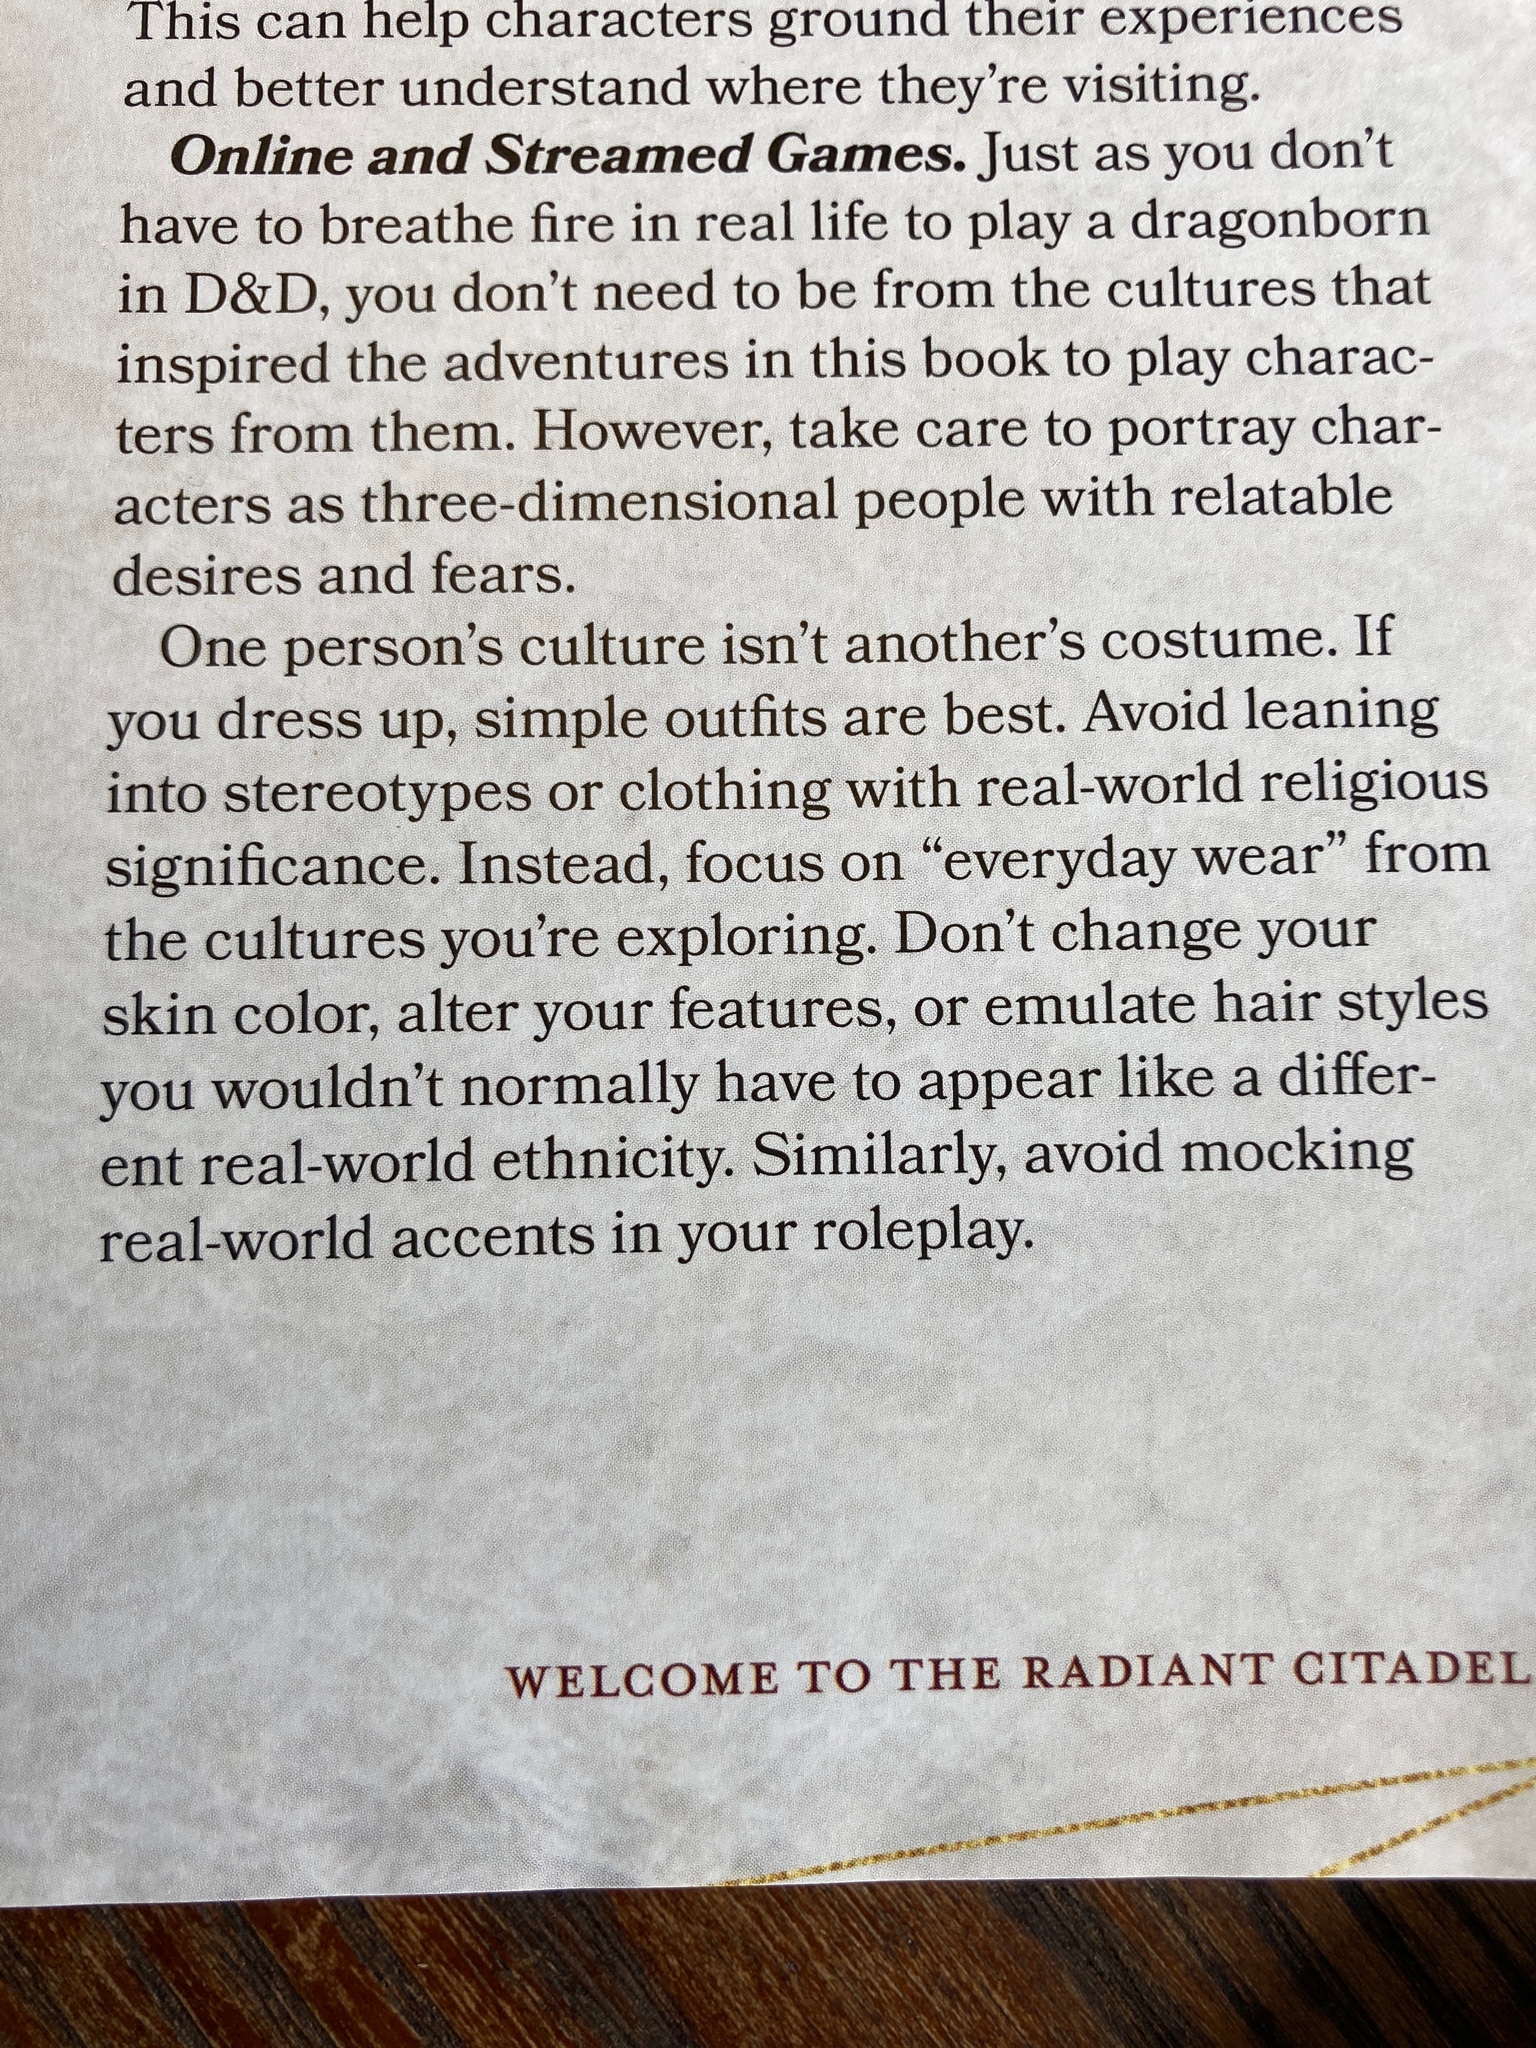 This can help characters ground their experiences
and better understand where they’re visiting.
Online and Streamed Games. Just as you don’t
have to breathe fire in real life to play a dragonborn
in D&D, you don’t need to be from the cultures that
inspired the adventures in this book to play charac-
ters from them. However, take care to portray char-
acters as three-dimensional people with relatable
desires and fears.
One person’s culture isn’t another’s costume. If
you dress up, simple outfits are best. Avoid leaning
into stereotypes or clothing with real-world religious
significance. Instead, focus on “everyday wear” from
the cultures you’re exploring. Don’t change your
skin color, alter your features, or emulate hair styles
you wouldn’t normally have to appear like a differ-
ent real-world ethnicity. Similarly, avoid mocking
real-world accents in your roleplay.
WELCOME TO THE RADIANT CITADEL